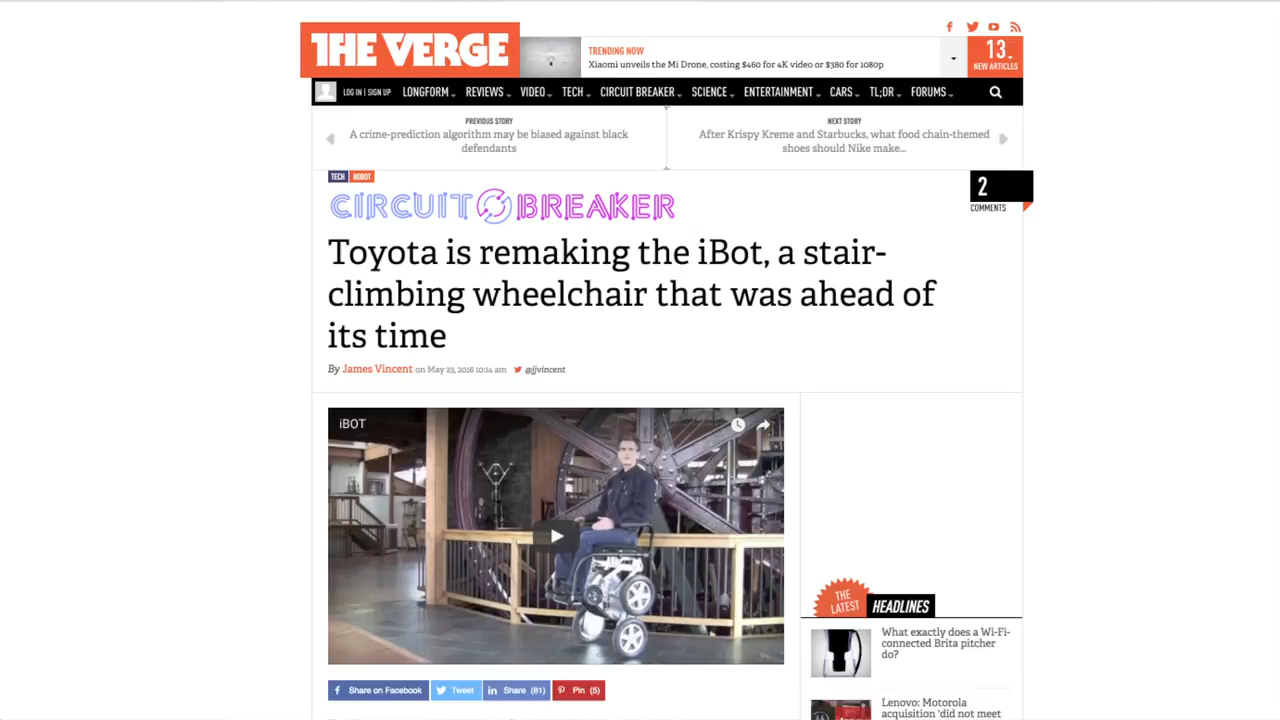 THE VERGE
TRENDING NOW
Xiaomi unveils the Mi Drone, costing $460 for 4K video or $380 for 1080p
13
NEW ARTICLES
LOG IN | SIGN UP
LONGFORM
REVIEWS
VIDEO
TECH
CIRCUIT BREAKER
SCIENCE
ENTERTAINMENT
CARS
TL;DR
FORUMS
PREVIOUS STORY
A crime-prediction algorithm may be biased against black
defendants
NEXT STORY
After Krispy Kreme and Starbucks, what food chain-themed
shoes should Nike make...
TECH ROBOT
CIRCUIT BREAKER
2
COMMENTS
Toyota is remaking the iBot, a stair-
climbing wheelchair that was ahead of
its time
By James Vincent on May 23, 2016 10:14 am @jjvincent
iBOT
Share on Facebook
Tweet
Share (81)
Pin (5)
THE
LATEST
HEADLINES
What exactly does a Wi-Fi-
connected Brita pitcher
do?
Lenovo: Motorola
acquisition 'did not meet